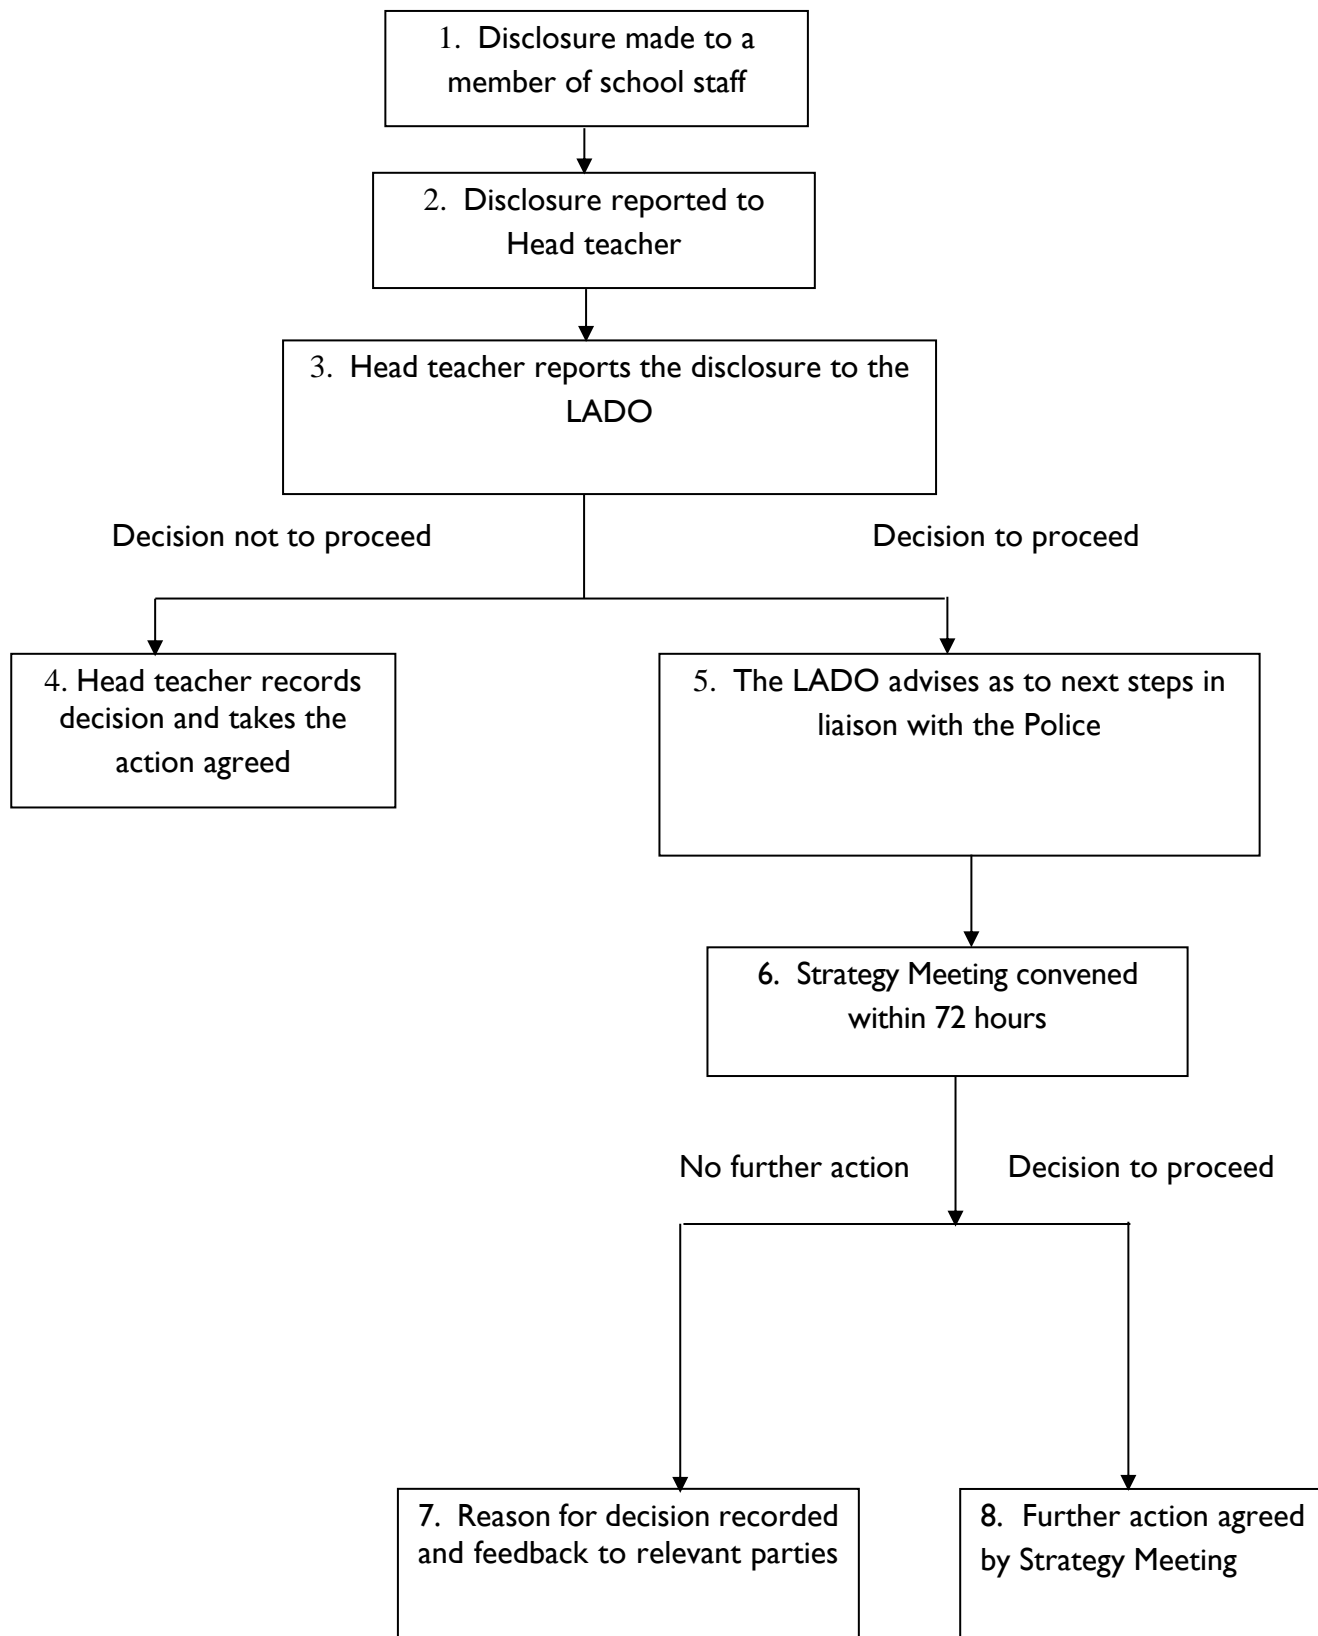 1. Disclosure made to a
member of school staff
2. Disclosure reported to
Head teacher
3. Head teacher reports the disclosure to the
LADO
Decision not to proceed
Decision to proceed
4. Head teacher records
decision and takes the
action agreed
5. The LADO advises as to next steps in
liaison with the Police
6. Strategy Meeting convened
within 72 hours
No further action
Decision to proceed
7. Reason for decision recorded
and feedback to relevant parties
8. Further action agreed
by Strategy Meeting